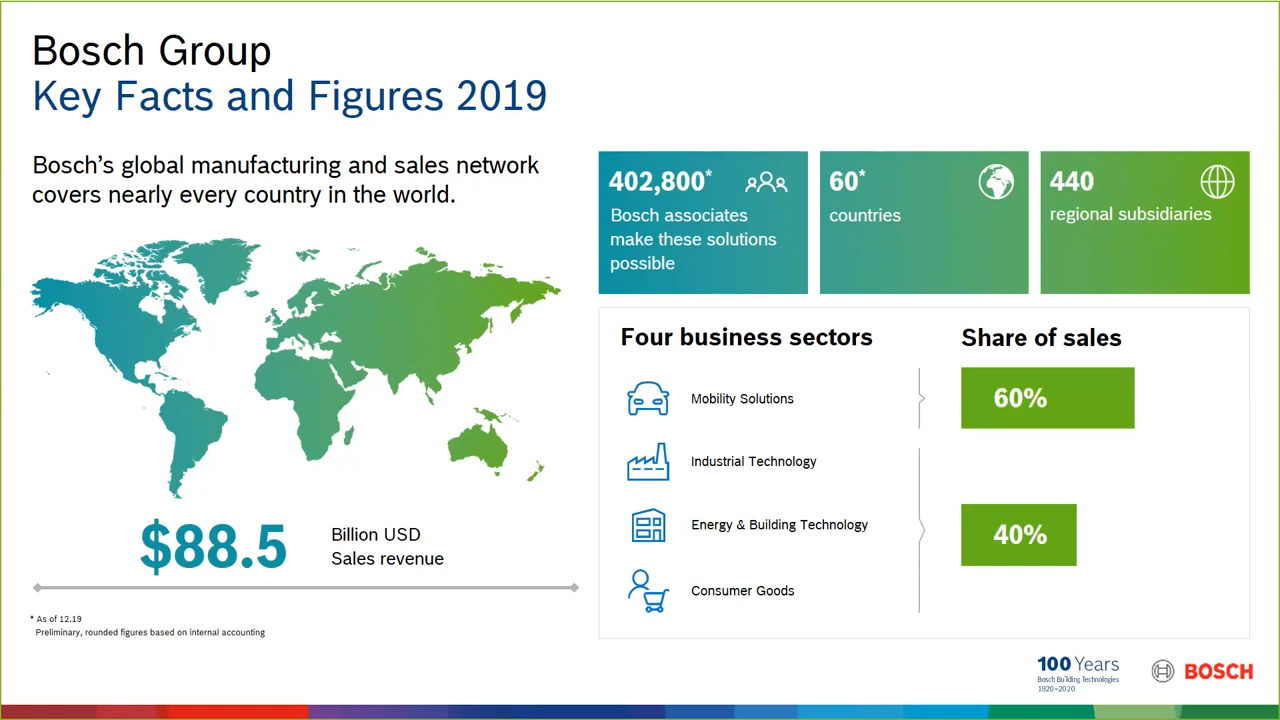 Bosch Group
Key Facts and Figures 2019
Bosch’s global manufacturing and sales network
covers nearly every country in the world.
$88.5
Billion USD
Sales revenue
* As of 12.19
Preliminary, rounded figures based on internal accounting
402,800*
Bosch associates
make these solutions
possible
60*
countries
440
regional subsidiaries
Four business sectors
Share of sales
Mobility Solutions
60%
Industrial Technology
Energy & Building Technology
40%
Consumer Goods
100 Years
Bosch Building Technologies
1920–2020
BOSCH